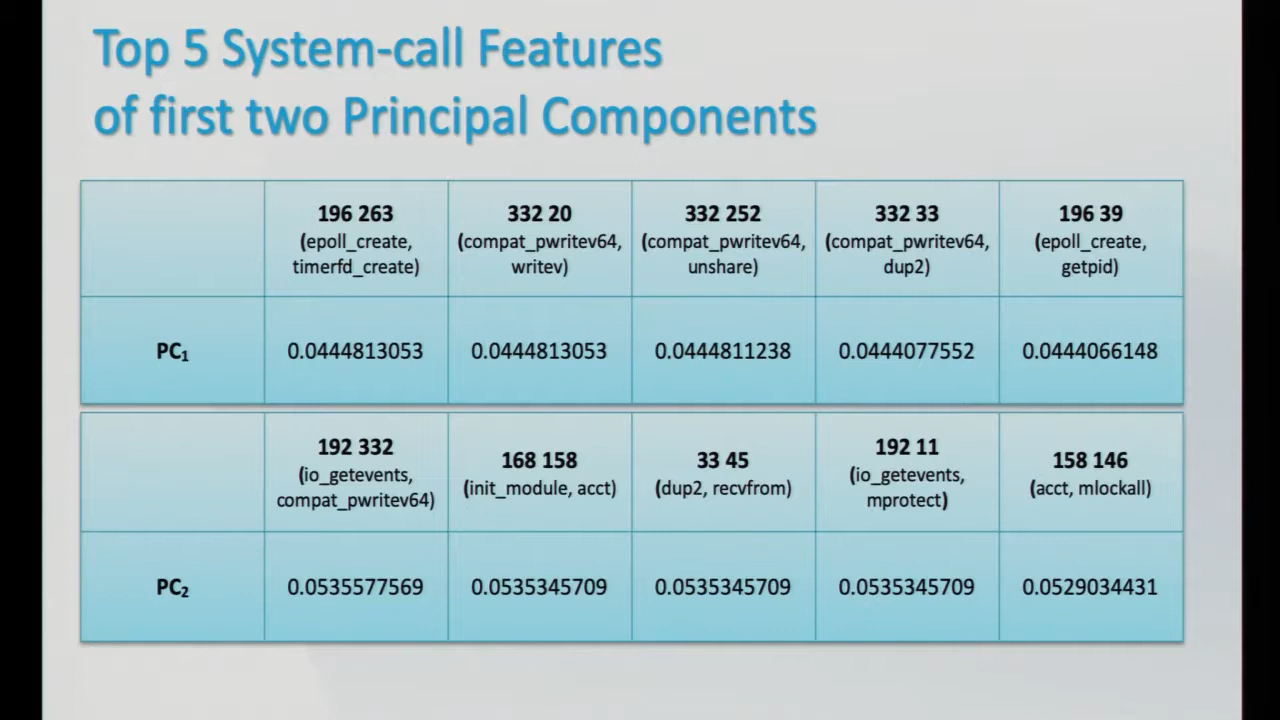 Top 5 System-call Features
of first two Principal Components
196 263
(epoll_create,
timerfd_create)
332 20
(compat_pwritev64,
writev)
332 252
(compat_pwritev64,
unshare)
332 33
(compat_pwritev64,
dup2)
196 39
(epoll_create,
getpid)
PC₁ 0.0444813053 0.0444813053 0.0444811238 0.0444077552 0.0444066148
192 332
(io_getevents,
compat_pwritev64)
168 158
(init_module, acct)
33 45
(dup2, recvfrom)
192 11
(io_getevents,
mprotect)
158 146
(acct, mlockall)
PC₂ 0.0535577569 0.0535345709 0.0535345709 0.0535345709 0.0529034431